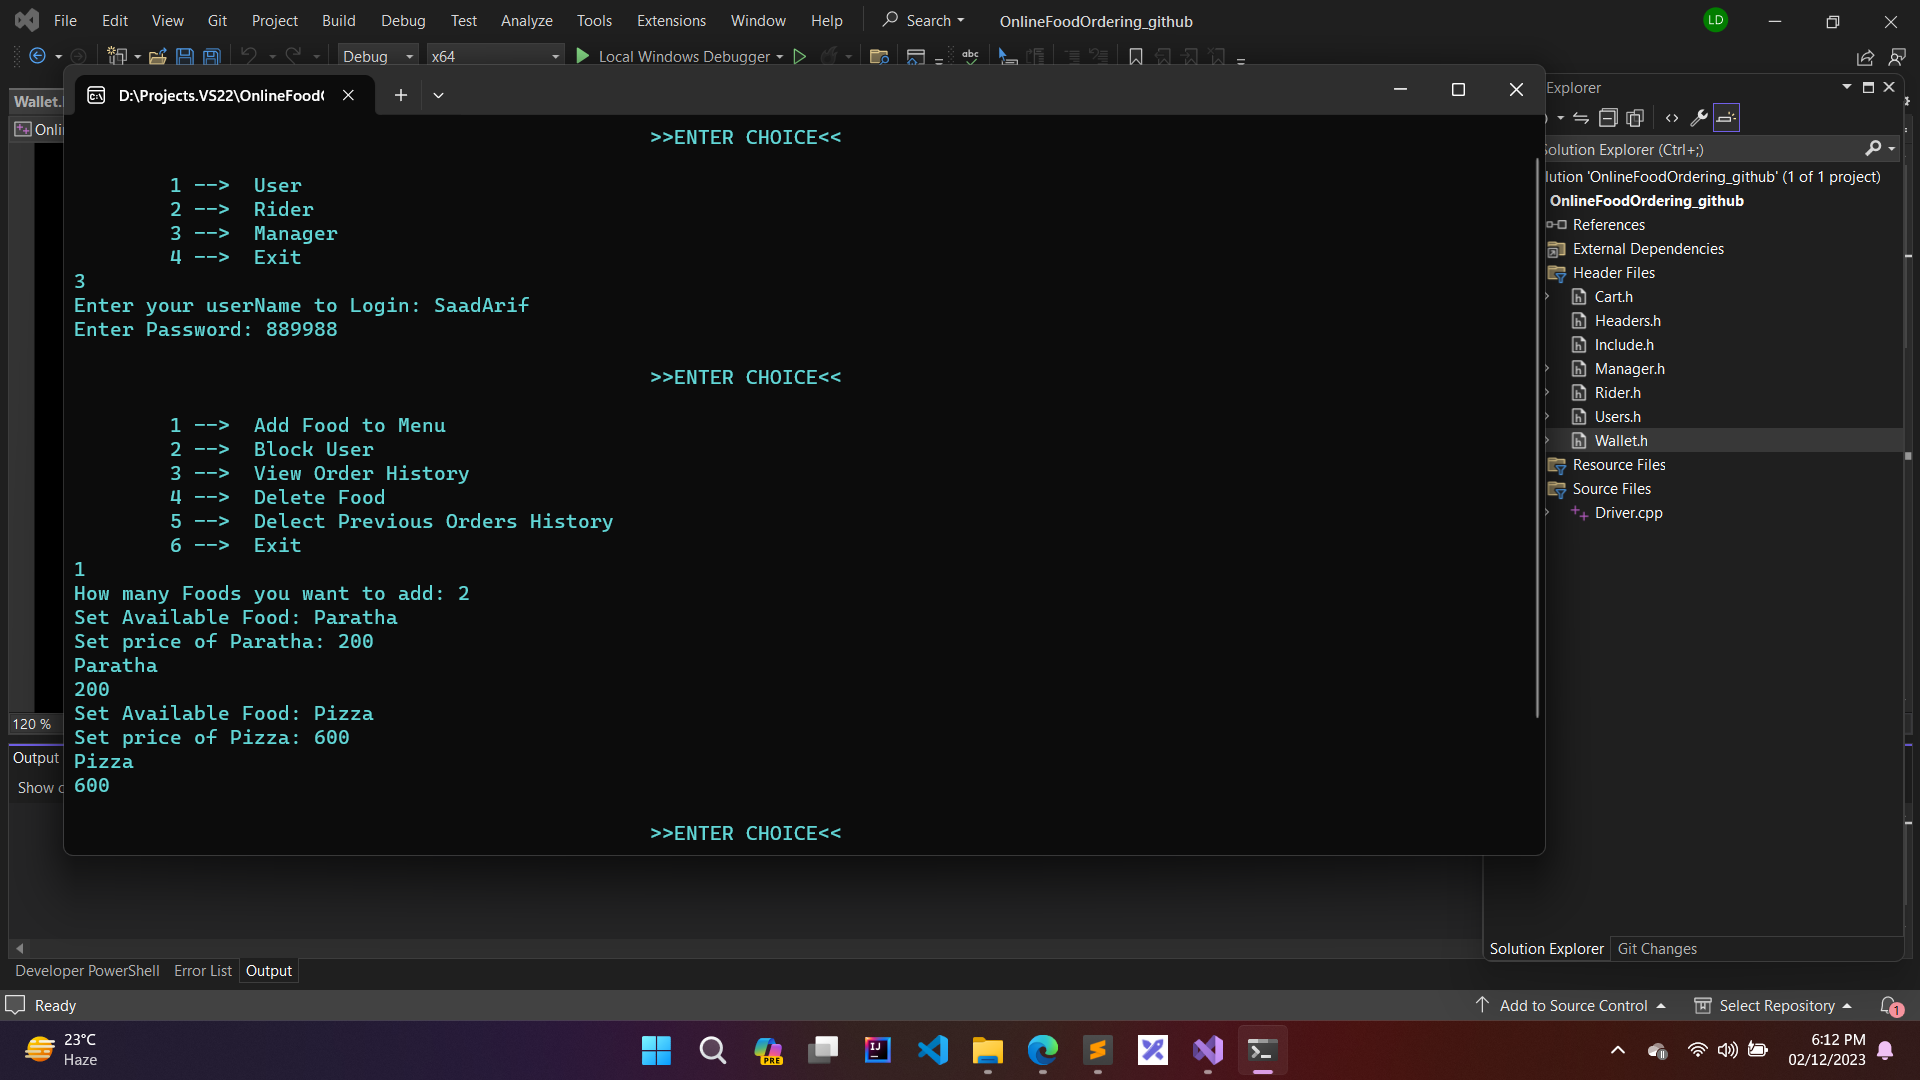 File Edit View Git Project Build Debug Test Analyze Tools Extensions Window Help Search OnlineFoodOrdering_github LD
Debug x64 Local Windows Debugger abc
Wallet.
Onli
D:\Projects.VS22\OnlineFood
>>ENTER CHOICE<<
1 --> User
2 --> Rider
3 --> Manager
4 --> Exit
3
Enter your userName to Login: SaadArif
Enter Password: 889988
>>ENTER CHOICE<<
1 --> Add Food to Menu
2 --> Block User
3 --> View Order History
4 --> Delete Food
5 --> Delect Previous Orders History
6 --> Exit
1
How many Foods you want to add: 2
Set Available Food: Paratha
Set price of Paratha: 200
Paratha
200
Set Available Food: Pizza
Set price of Pizza: 600
Pizza
600
>>ENTER CHOICE<<
Explorer
Solution Explorer (Ctrl+;)
lution 'OnlineFoodOrdering_github' (1 of 1 project)
OnlineFoodOrdering_github
References
External Dependencies
Header Files
Cart.h
Headers.h
Include.h
Manager.h
Rider.h
Users.h
Wallet.h
Resource Files
Source Files
Driver.cpp
120 %
Output
Show
Solution Explorer Git Changes
Developer PowerShell Error List Output
Ready Add to Source Control Select Repository 1
23°C
Haze
PRE
IJ
6:12 PM
02/12/2023